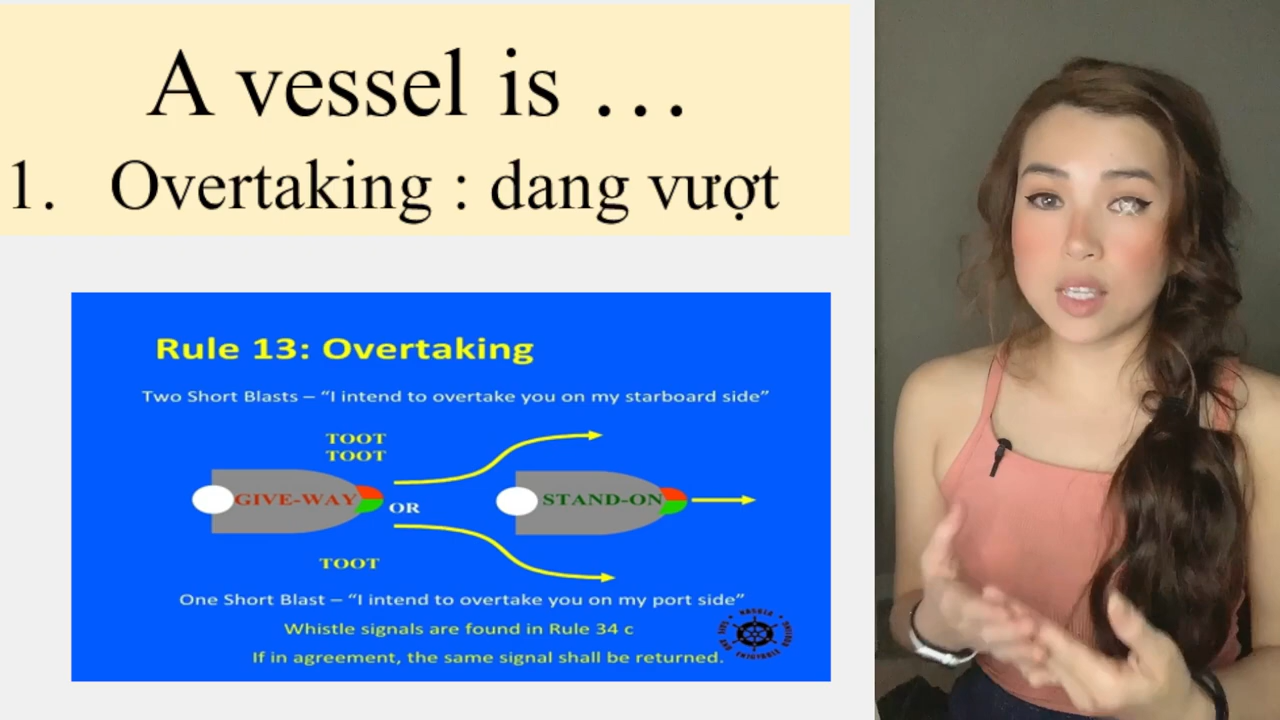 A vessel is …
1. Overtaking : dang vượt
Rule 13: Overtaking
Two Short Blasts – “I intend to overtake you on my starboard side”
TOOT
TOOT
GIVE-WAY
OR
STAND-ON
TOOT
One Short Blast – “I intend to overtake you on my port side”
Whistle signals are found in Rule 34 c
If in agreement, the same signal shall be returned.